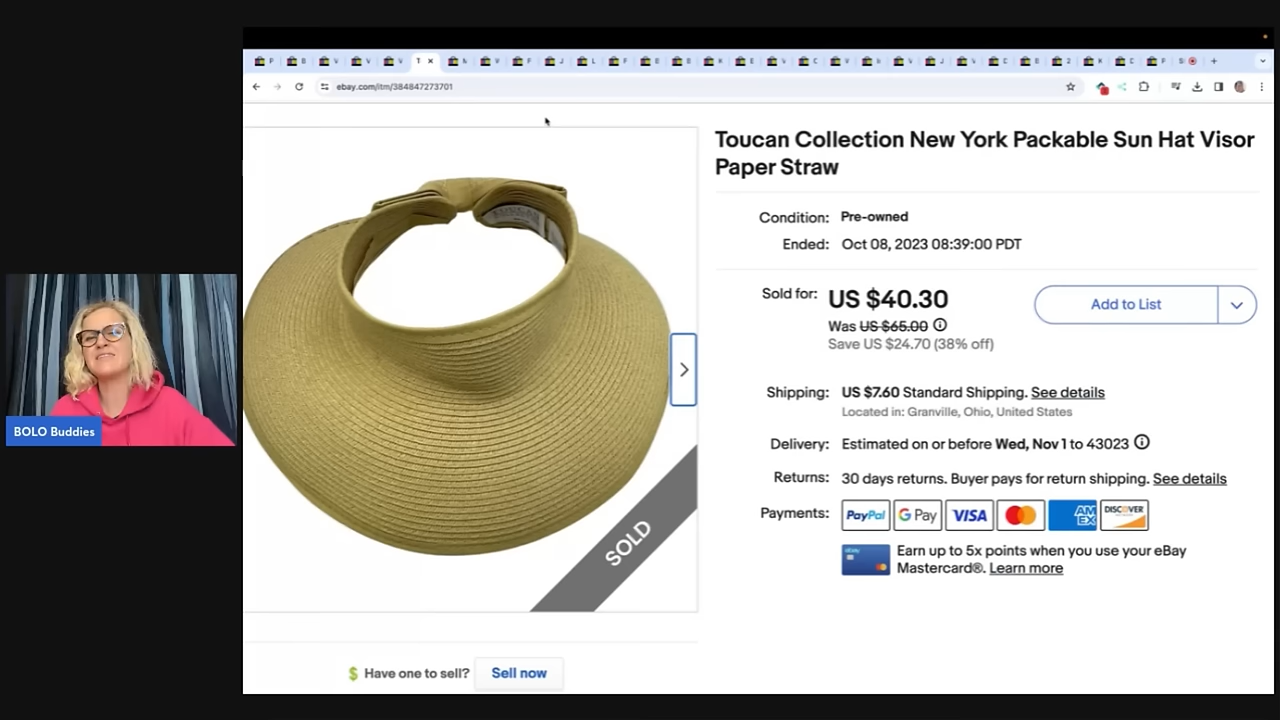 ebay.com/itm/384847273701
Toucan Collection New York Packable Sun Hat Visor
Paper Straw
Condition: Pre-owned
Ended: Oct 08, 2023 08:39:00 PDT
Sold for: US $40.30
Add to List
Was US $65.00
Save US $24.70 (38% off)
Shipping: US $7.60 Standard Shipping. See details
Located in: Granville, Ohio, United States
Delivery: Estimated on or before Wed, Nov 1 to 43023
Returns: 30 days returns. Buyer pays for return shipping. See details
Payments: PayPal G Pay VISA AM EX DISCOVER
ebay
Earn up to 5x points when you use your eBay
Mastercard®. Learn more
SOLD
BOLO Buddies
Have one to sell? Sell now